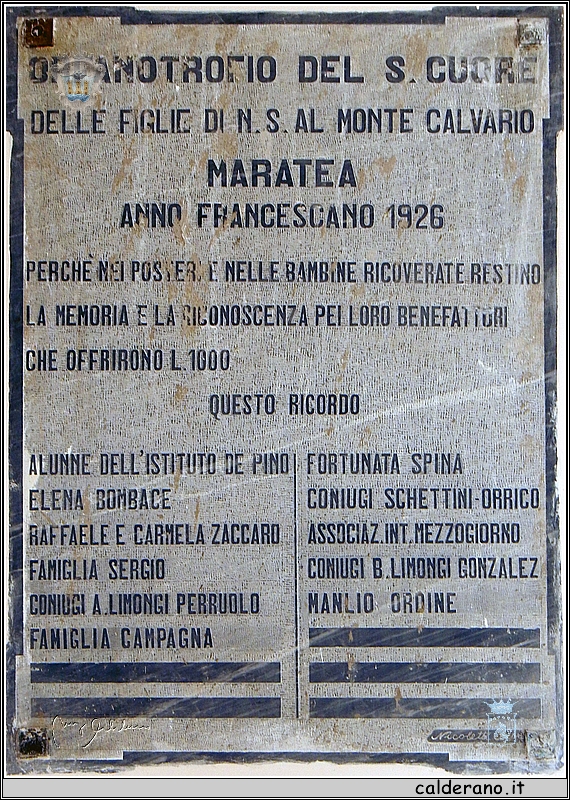 ORFANOTROFIO DEL S. CUORE
DELLE FIGLIE DI N. S. AL MONTE CALVARIO
MARATEA
ANNO FRANCESCANO 1926
PERCHÈ NEI POSTERI E NELLE BAMBINE RICOVERATE RESTINO
LA MEMORIA E LA RICONOSCENZA PEI LORO BENEFATTORI
CHE OFFRIRONO L. 1000
QUESTO RICORDO
ALUNNE DELL'ISTITUTO DE PINO
ELENA BOMBACE
RAFFAELE E CARMELA ZACCARO
FAMIGLIA SERGIO
CONIUGI A. LIMONGI PERRUOLO
FAMIGLIA CAMPAGNA
FORTUNATA SPINA
CONIUGI SCHETTINI-ORRICO
ASSOCIAZ. INT. MEZZOGIORNO
CONIUGI B. LIMONGI GONZALEZ
MANLIO ORDINE
calderano.it